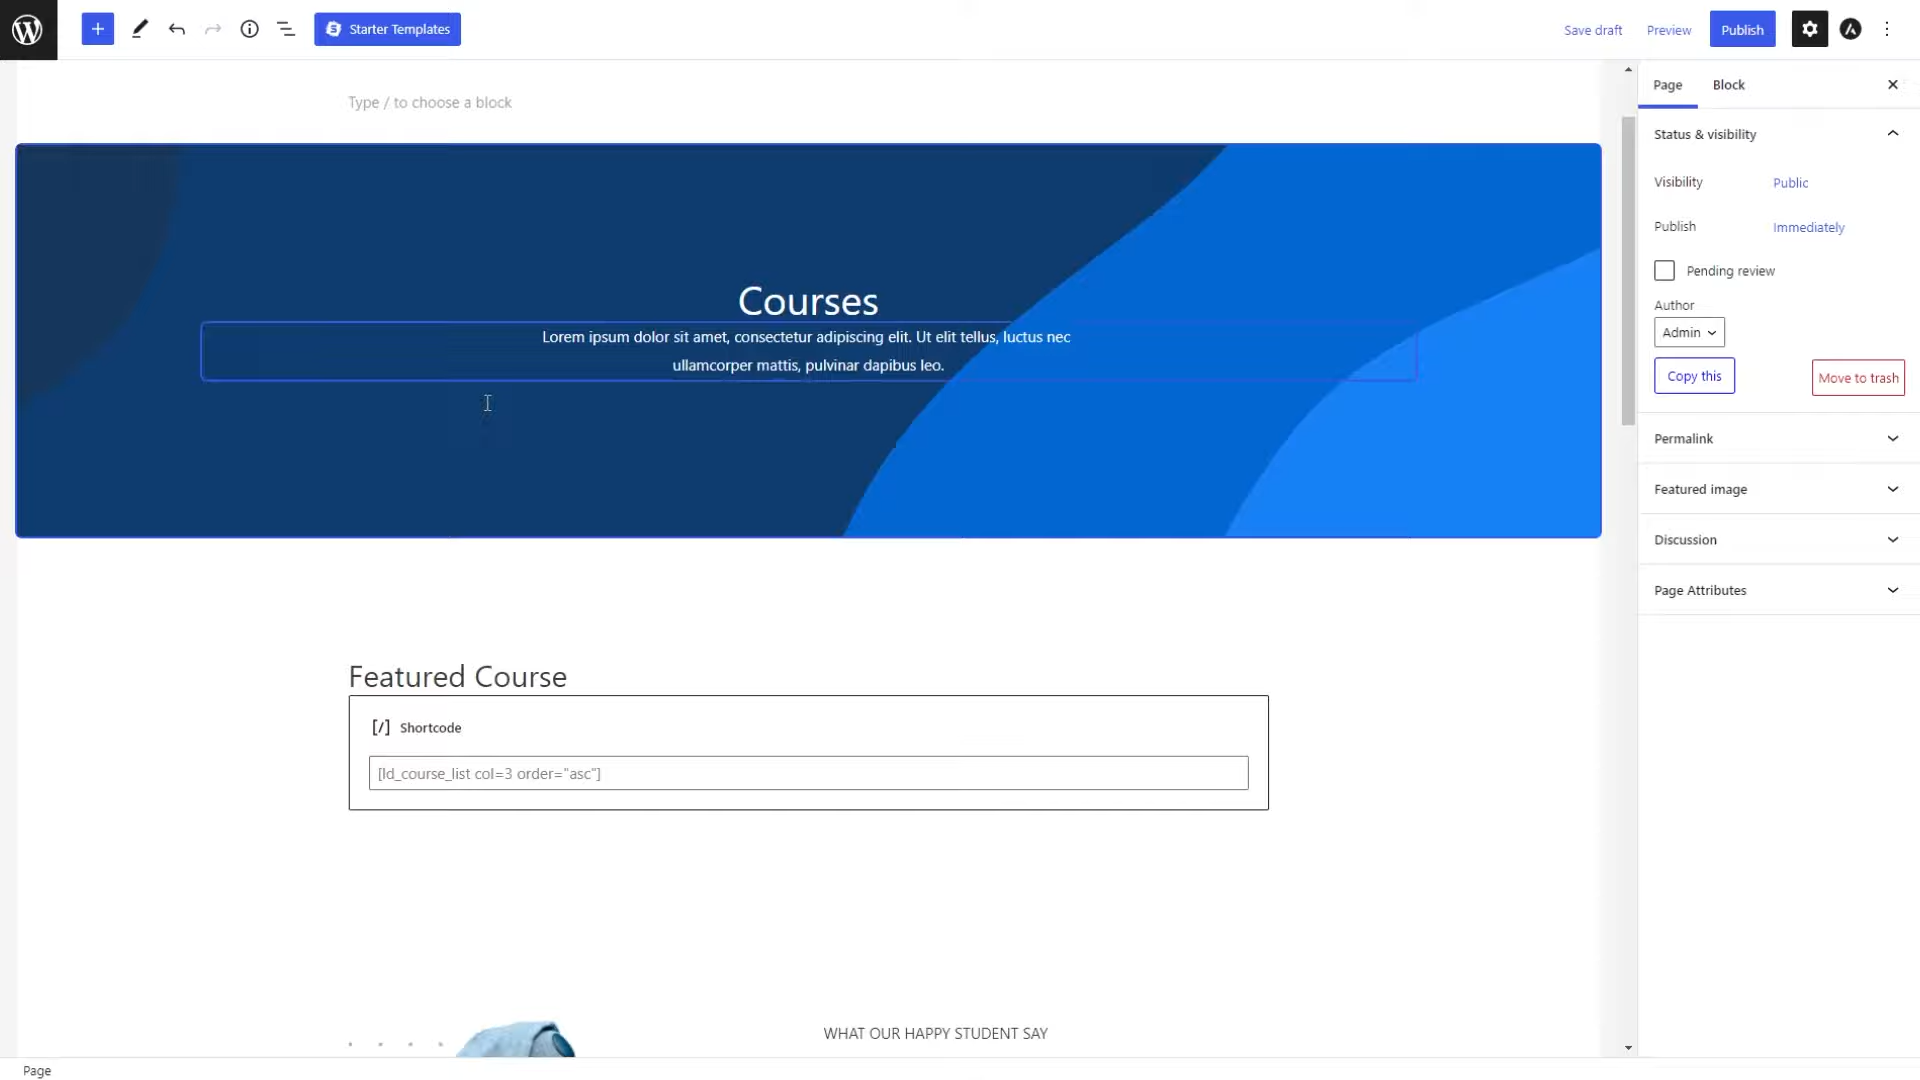 Starter Templates
Save draft
Preview
Publish
Type / to choose a block
Courses
Lorem ipsum dolor sit amet, consectetur adipiscing elit. Ut elit tellus, luctus nec
ullamcorper mattis, pulvinar dapibus leo.
Featured Course
[/] Shortcode
[ld_course_list col=3 order="asc"]
WHAT OUR HAPPY STUDENT SAY
Page
Block
Status & visibility
Visibility
Public
Publish
Immediately
Pending review
Author
Admin
Copy this
Move to trash
Permalink
Featured image
Discussion
Page Attributes
Page